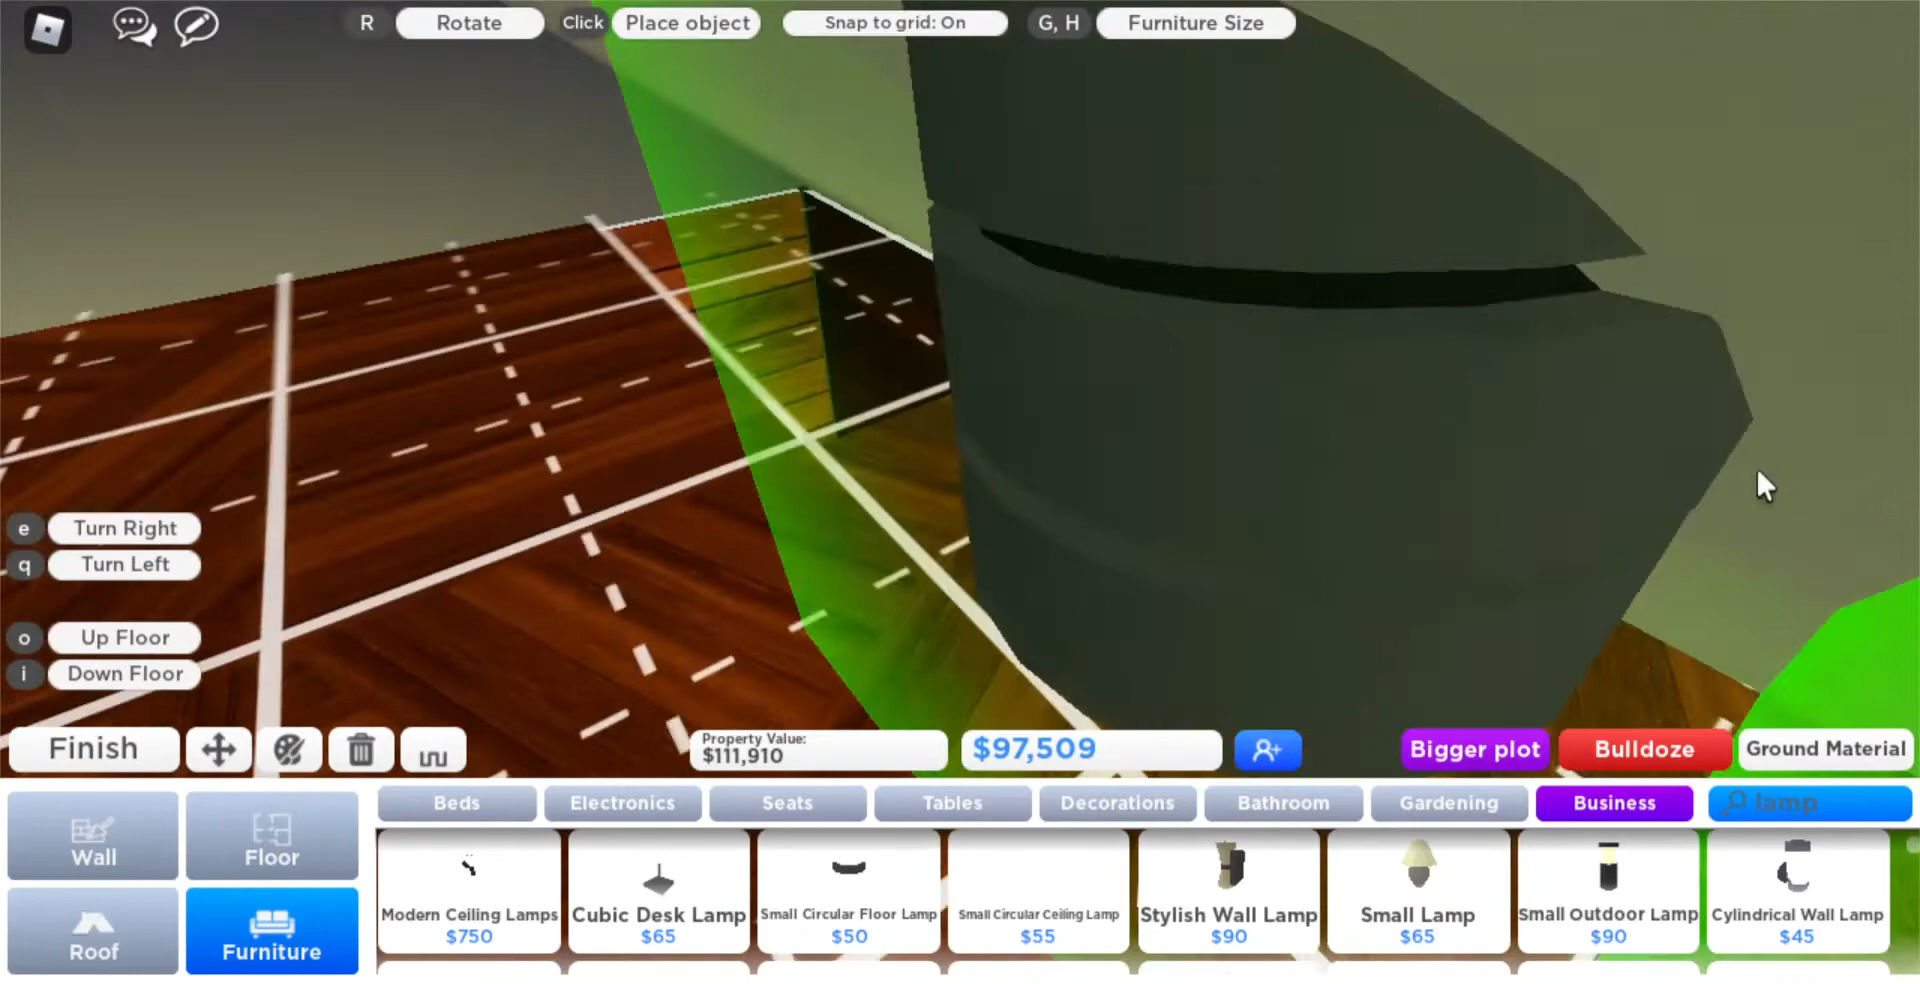 R Rotate Click Place object Snap to grid: On G, H Furniture Size
e Turn Right
q Turn Left
o Up Floor
i Down Floor
Finish
Property Value:
$111,910
$97,509
Bigger plot Bulldoze Ground Material
Wall Floor
Roof Furniture
Beds Electronics Seats Tables Decorations Bathroom Gardening Business lamp
Modern Ceiling Lamps Cubic Desk Lamp Small Circular Floor Lamp Small Circular Ceiling Lamp Stylish Wall Lamp Small Lamp Small Outdoor Lamp Cylindrical Wall Lamp
$750 $65 $50 $55 $90 $65 $90 $45